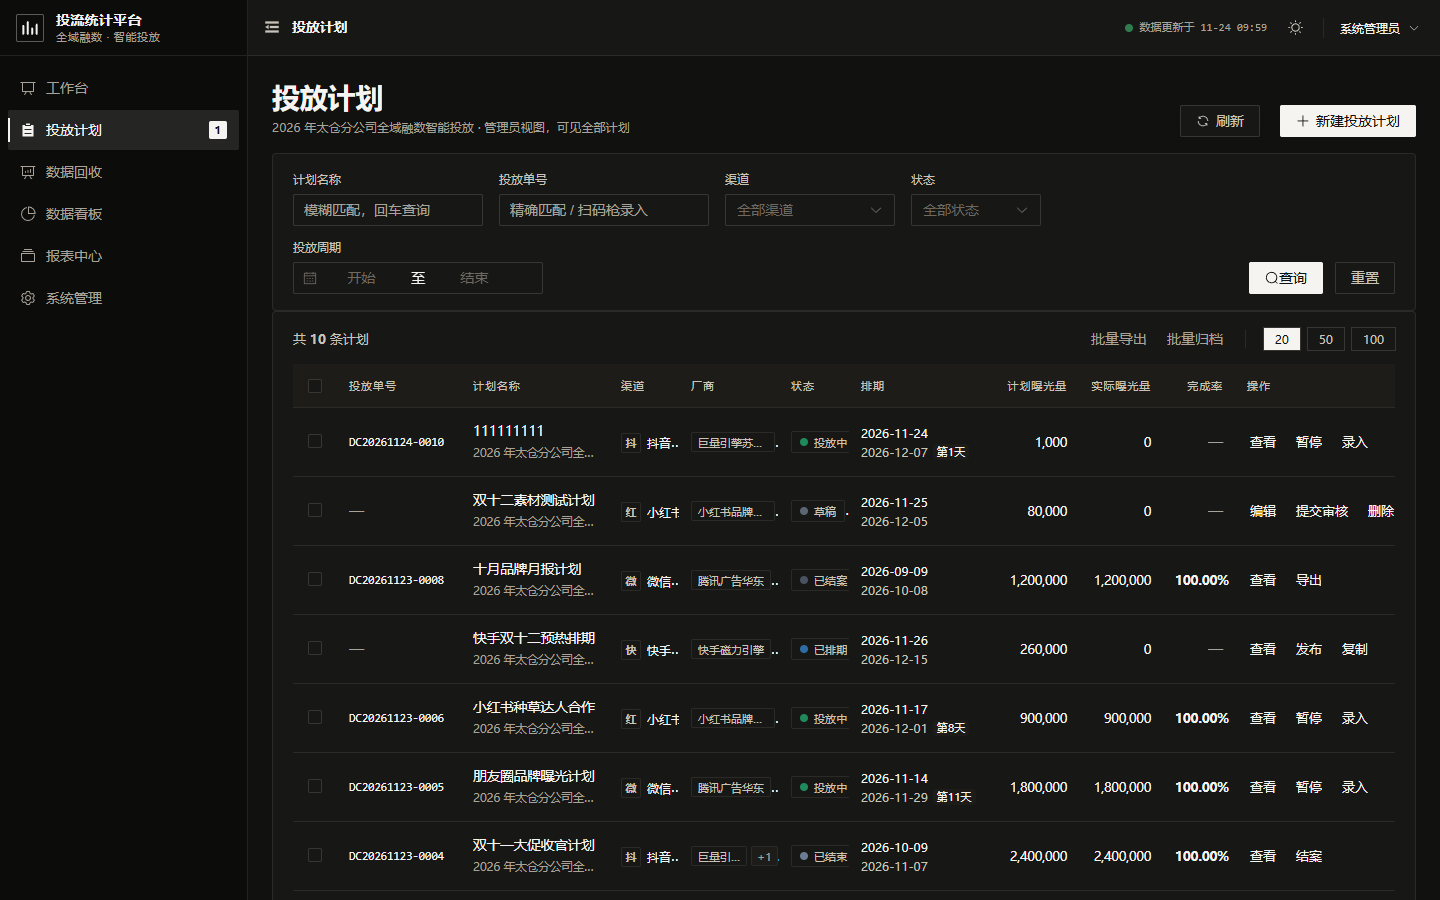 投流统计平台
全域融数 · 智能投放
投放计划
数据更新于 11-24 09:59
系统管理员
工作台
投放计划 1
数据回收
数据看板
报表中心
系统管理
投放计划
2026 年太仓分公司全域融数智能投放 · 管理员视图，可见全部计划
刷新
新建投放计划
计划名称 投放单号 渠道 状态
模糊匹配，回车查询 精确匹配 / 扫码枪录入 全部渠道 全部状态
投放周期
开始 至 结束
查询 重置
共 10 条计划 批量导出 批量归档 20 50 100
投放单号 计划名称 渠道 厂商 状态 排期 计划曝光量 实际曝光量 完成率 操作
DC20261124-0010 111111111 抖 抖音.. 巨量引擎苏... . 投放中 2026-11-24 1,000 0 — 查看 暂停 录入
2026 年太仓分公司全... 2026-12-07 第1天
— 双十二素材测试计划 红 小红书 小红书品牌... . 草稿 . 2026-11-25 80,000 0 — 编辑 提交审核 删除
2026 年太仓分公司全... 2026-12-05
DC20261123-0008 十月品牌月报计划 微 微信.. 腾讯广告华东 .. 已结案 2026-09-09 1,200,000 1,200,000 100.00% 查看 导出
2026 年太仓分公司全... 2026-10-08
— 快手双十二预热排期 快 快手.. 快手磁力引擎 .. 已排期 2026-11-26 260,000 0 — 查看 发布 复制
2026 年太仓分公司全... 2026-12-15
DC20261123-0006 小红书种草达人合作 红 小红书 小红书品牌... . 投放中 2026-11-17 900,000 900,000 100.00% 查看 暂停 录入
2026 年太仓分公司全... 2026-12-01 第8天
DC20261123-0005 朋友圈品牌曝光计划 微 微信.. 腾讯广告华东 .. 投放中 2026-11-14 1,800,000 1,800,000 100.00% 查看 暂停 录入
2026 年太仓分公司全... 2026-11-29 第11天
DC20261123-0004 双十一大促收官计划 抖 抖音.. 巨量引... +1 . 已结束 2026-10-09 2,400,000 2,400,000 100.00% 查看 结案
2026 年太仓分公司全... 2026-11-07